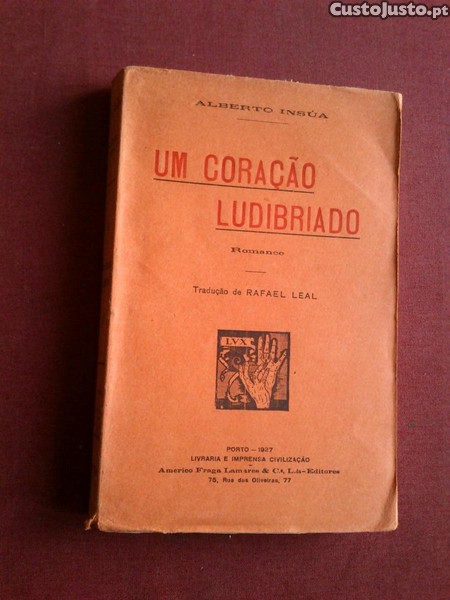 CustoJusto.pt
ALBERTO INSÚA
UM CORAÇÃO
LUDIBRIADO
Romance
Tradução de RAFAEL LEAL
LVX
PORTO — 1927
LIVRARIA E IMPRENSA CIVILIZAÇÃO
Americo Fraga Lamares & C.ª, L.da—Editores
75, Rua das Oliveiras, 77